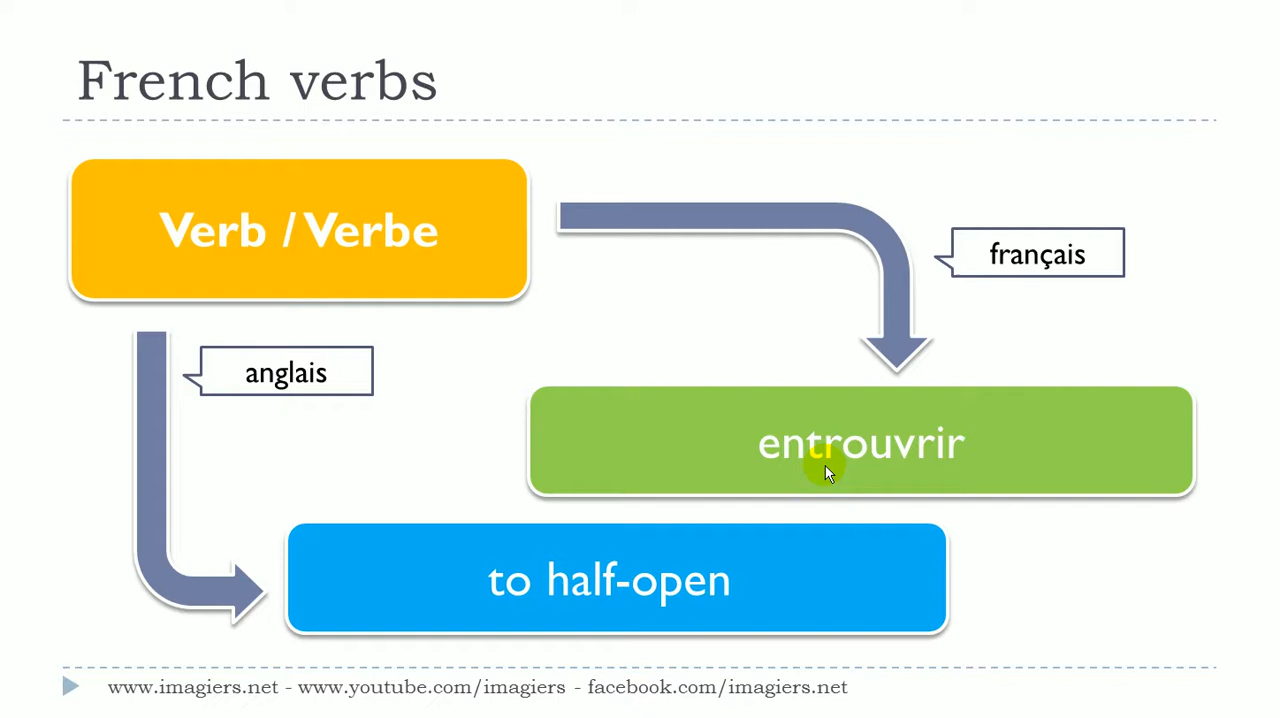 French verbs
Verb / Verbe
français
anglais
entrouvrir
to half-open
www.imagiers.net - www.youtube.com/imagiers - facebook.com/imagiers.net